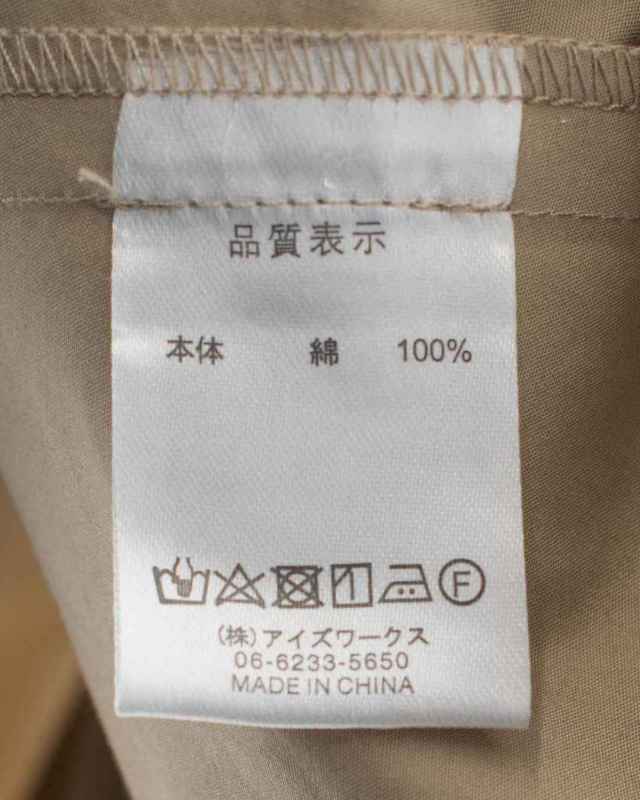 品質表示
本体 綿 100%
F
(株)アイズワークス
06-6233-5650
MADE IN CHINA